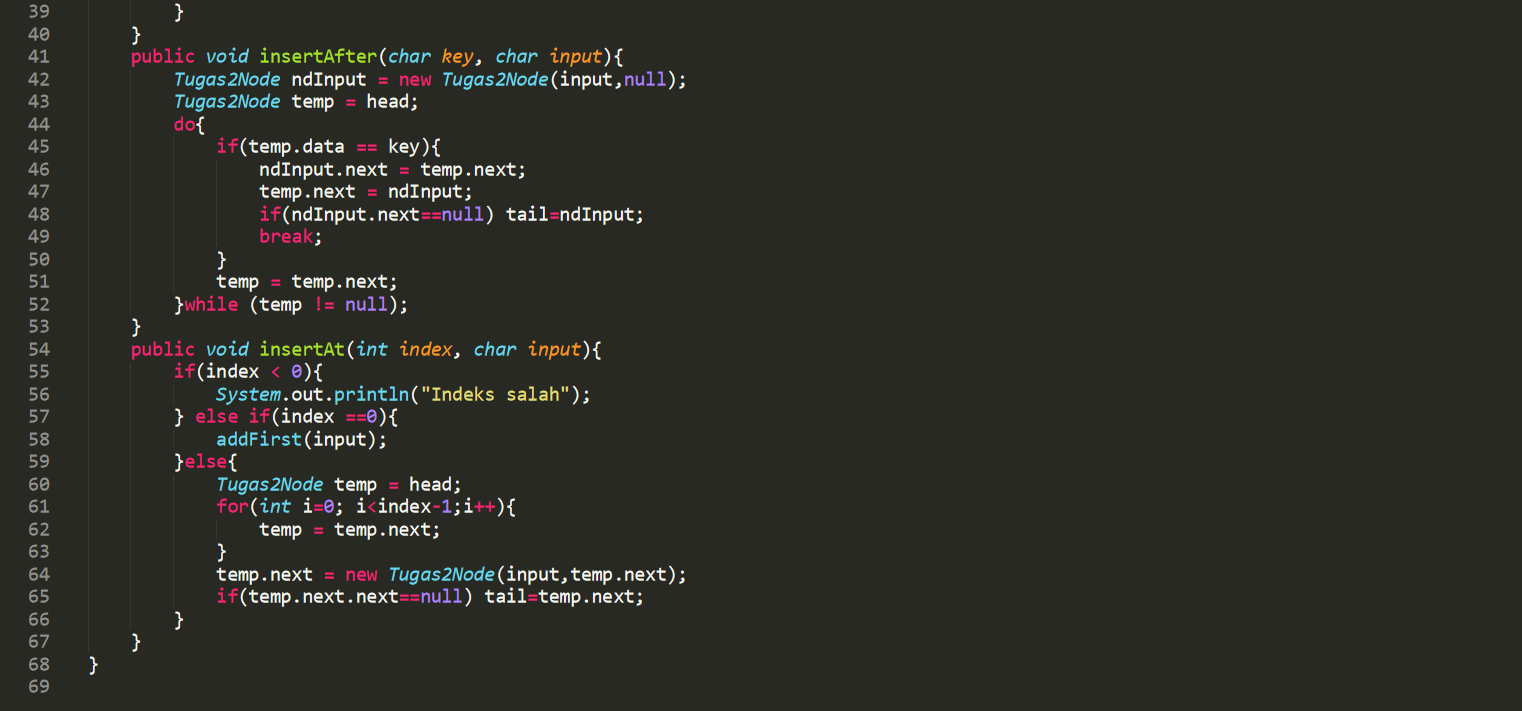 39 }
40 }
41 public void insertAfter(char key, char input){
42 Tugas2Node ndInput = new Tugas2Node(input,null);
43 Tugas2Node temp = head;
44 do{
45 if(temp.data == key){
46 ndInput.next = temp.next;
47 temp.next = ndInput;
48 if(ndInput.next==null) tail=ndInput;
49 break;
50 }
51 temp = temp.next;
52 }while (temp != null);
53 }
54 public void insertAt(int index, char input){
55 if(index < 0){
56 System.out.println("Indeks salah");
57 } else if(index ==0){
58 addFirst(input);
59 }else{
60 Tugas2Node temp = head;
61 for(int i=0; i<index-1;i++){
62 temp = temp.next;
63 }
64 temp.next = new Tugas2Node(input,temp.next);
65 if(temp.next.next==null) tail=temp.next;
66 }
67 }
68 }
69